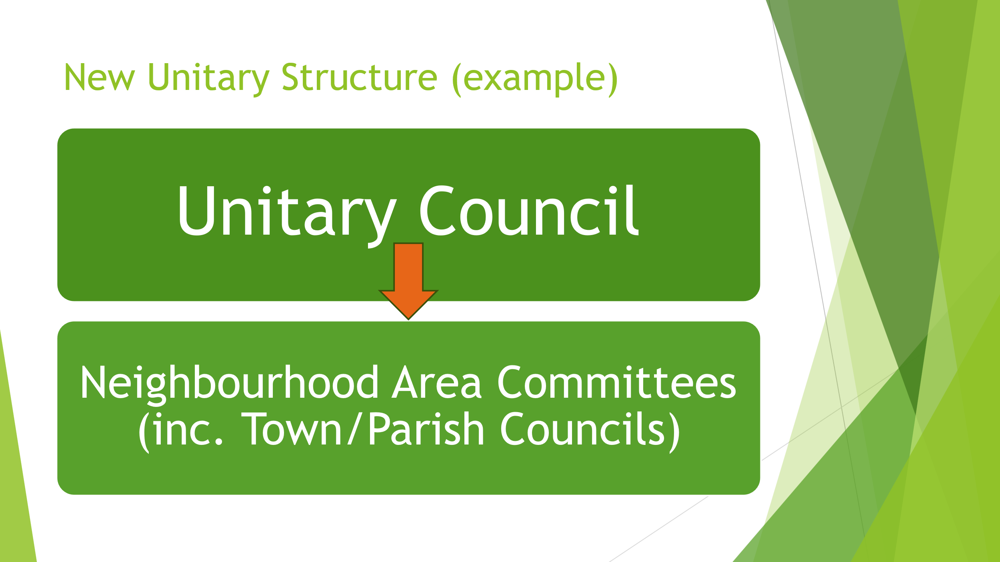 New Unitary Structure (example)
Unitary Council
Neighbourhood Area Committees
(inc. Town/Parish Councils)